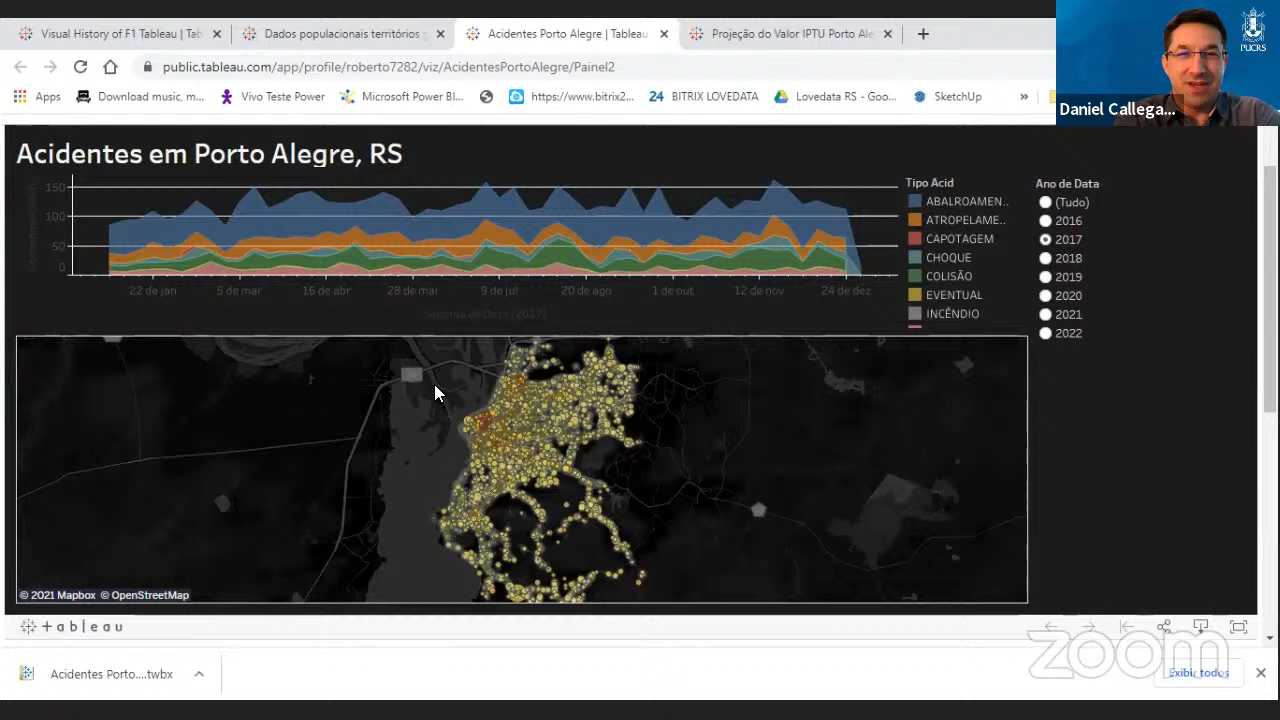 Visual History of F1 Tableau | Tab
Dados populacionais territórios
Acidentes Porto Alegre | Tableau
Projeção do Valor IPTU Porto Ale
PUCRS
public.tableau.com/app/profile/roberto7282/viz/AcidentesPortoAlegre/Painel2
Apps
Download music, m...
Vivo Teste Power
Microsoft Power BI...
https://www.bitrix2...
24 BITRIX LOVEDATA
Lovedata RS - Goo...
SketchUp
»
Daniel Callega...
Acidentes em Porto Alegre, RS
150
100
50
0
22 de jan
5 de mar
16 de abr
28 de mai
9 de jul
20 de ago
1 de out
12 de nov
24 de dez
Semana de Data [2017]
Tipo Acid
ABALROAMEN..
ATROPELAME..
CAPOTAGEM
CHOQUE
COLISÃO
EVENTUAL
INCÊNDIO
Ano de Data
(Tudo)
2016
2017
2018
2019
2020
2021
2022
© 2021 Mapbox © OpenStreetMap
+ a b | e a u
zoom
Acidentes Porto....twbx
Exibir todos